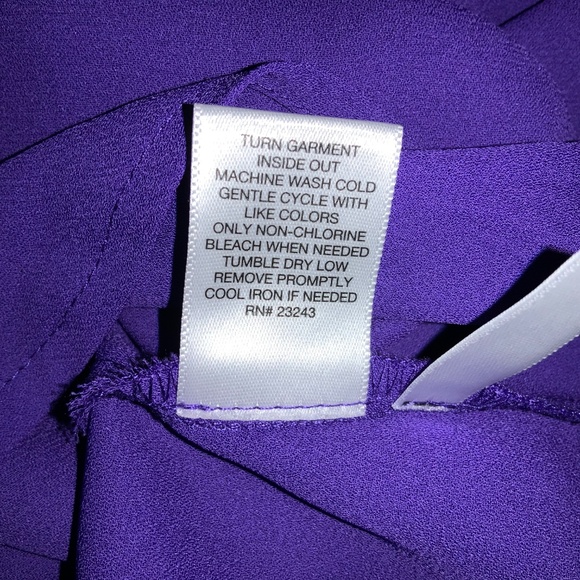 TURN GARMENT
INSIDE OUT
MACHINE WASH COLD
GENTLE CYCLE WITH
LIKE COLORS
ONLY NON-CHLORINE
BLEACH WHEN NEEDED
TUMBLE DRY LOW
REMOVE PROMPTLY
COOL IRON IF NEEDED
RN# 23243